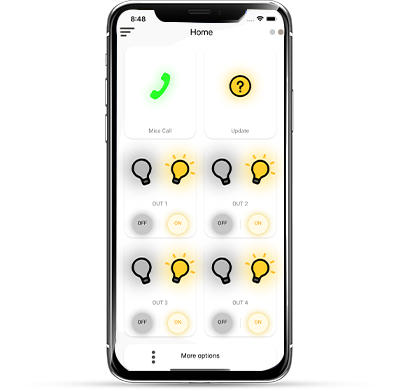 8:48
Home
?
Miss Call
Update
OUT 1
OUT 2
OFF
ON
OFF
ON
OUT 3
OUT 4
OFF
ON
OFF
ON
More options